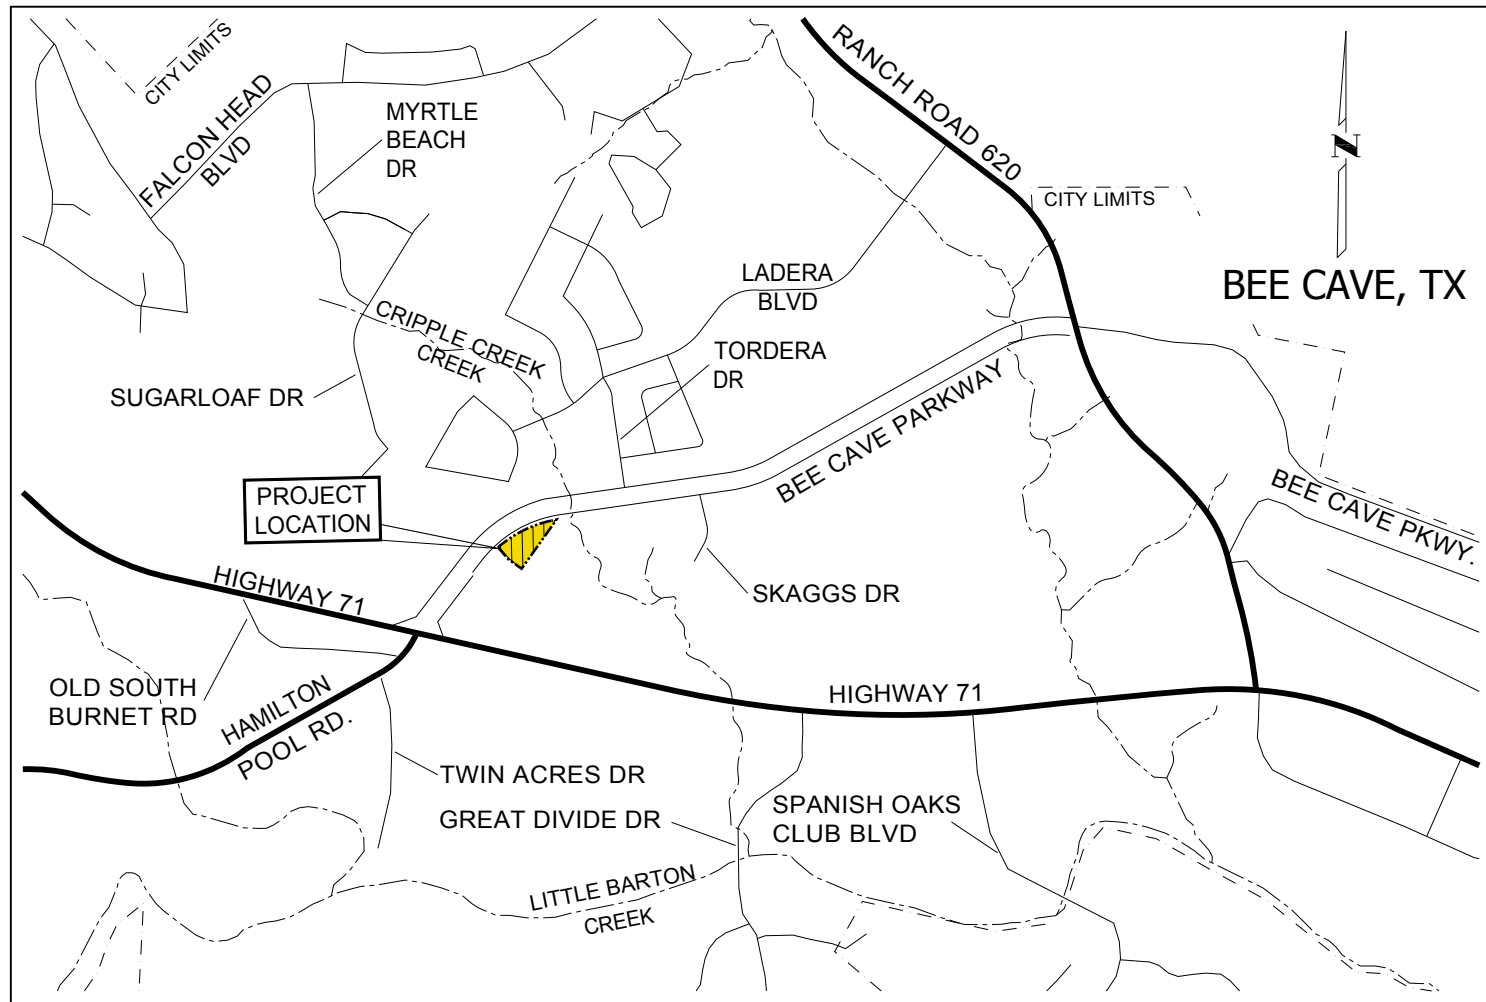 CITY LIMITS
FALCON HEAD
BLVD
MYRTLE
BEACH
DR
RANCH ROAD 620
N
CITY LIMITS
BEE CAVE, TX
LADERA
BLVD
CRIPPLE CREEK
CREEK
TORDERA
DR
SUGARLOAF DR
BEE CAVE PARKWAY
PROJECT
LOCATION
BEE CAVE PKWY.
HIGHWAY 71
SKAGGS DR
OLD SOUTH
BURNET RD
HAMILTON
POOL RD.
HIGHWAY 71
TWIN ACRES DR
GREAT DIVIDE DR
SPANISH OAKS
CLUB BLVD
LITTLE BARTON
CREEK